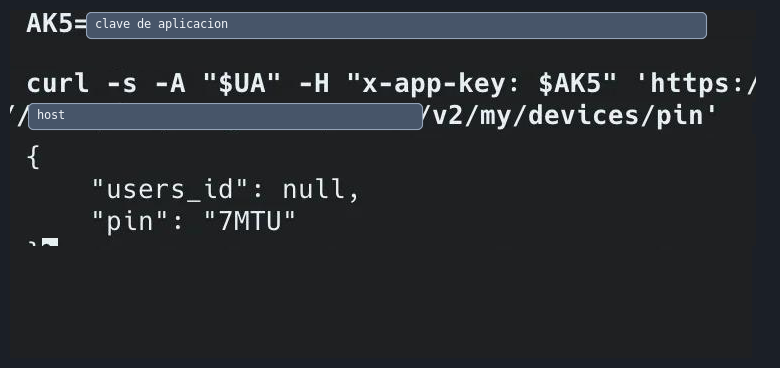 AK5=clave de aplicacion
curl -s -A "$UA" -H "x-app-key: $AK5" 'https:/
//host/v2/my/devices/pin'
{
"users_id": null,
"pin": "7MTU"
}